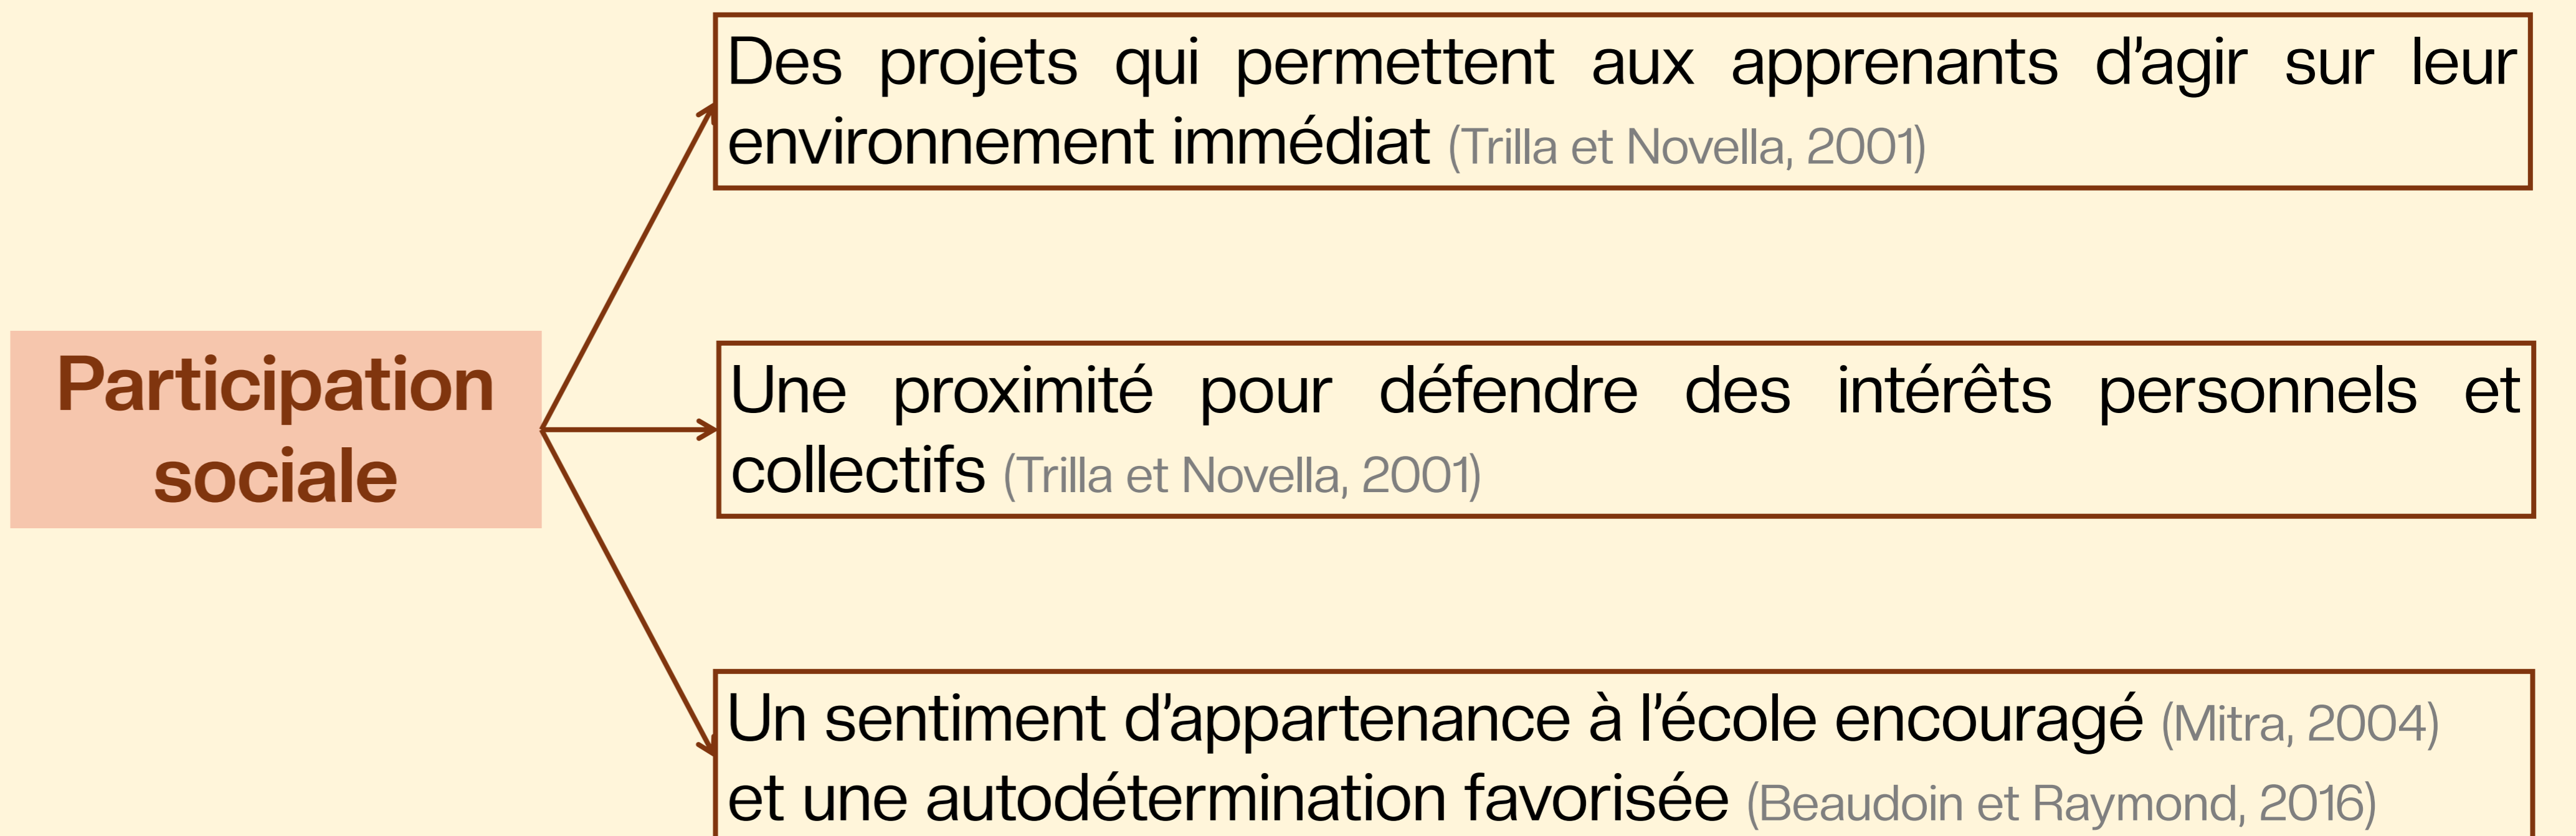 Participation
sociale
Des projets qui permettent aux apprenants d'agir sur leur
environnement immédiat (Trilla et Novella, 2001)
Une proximité pour défendre des intérêts personnels et
collectifs (Trilla et Novella, 2001)
Un sentiment d'appartenance à l'école encouragé (Mitra, 2004)
et une autodétermination favorisée (Beaudoin et Raymond, 2016)